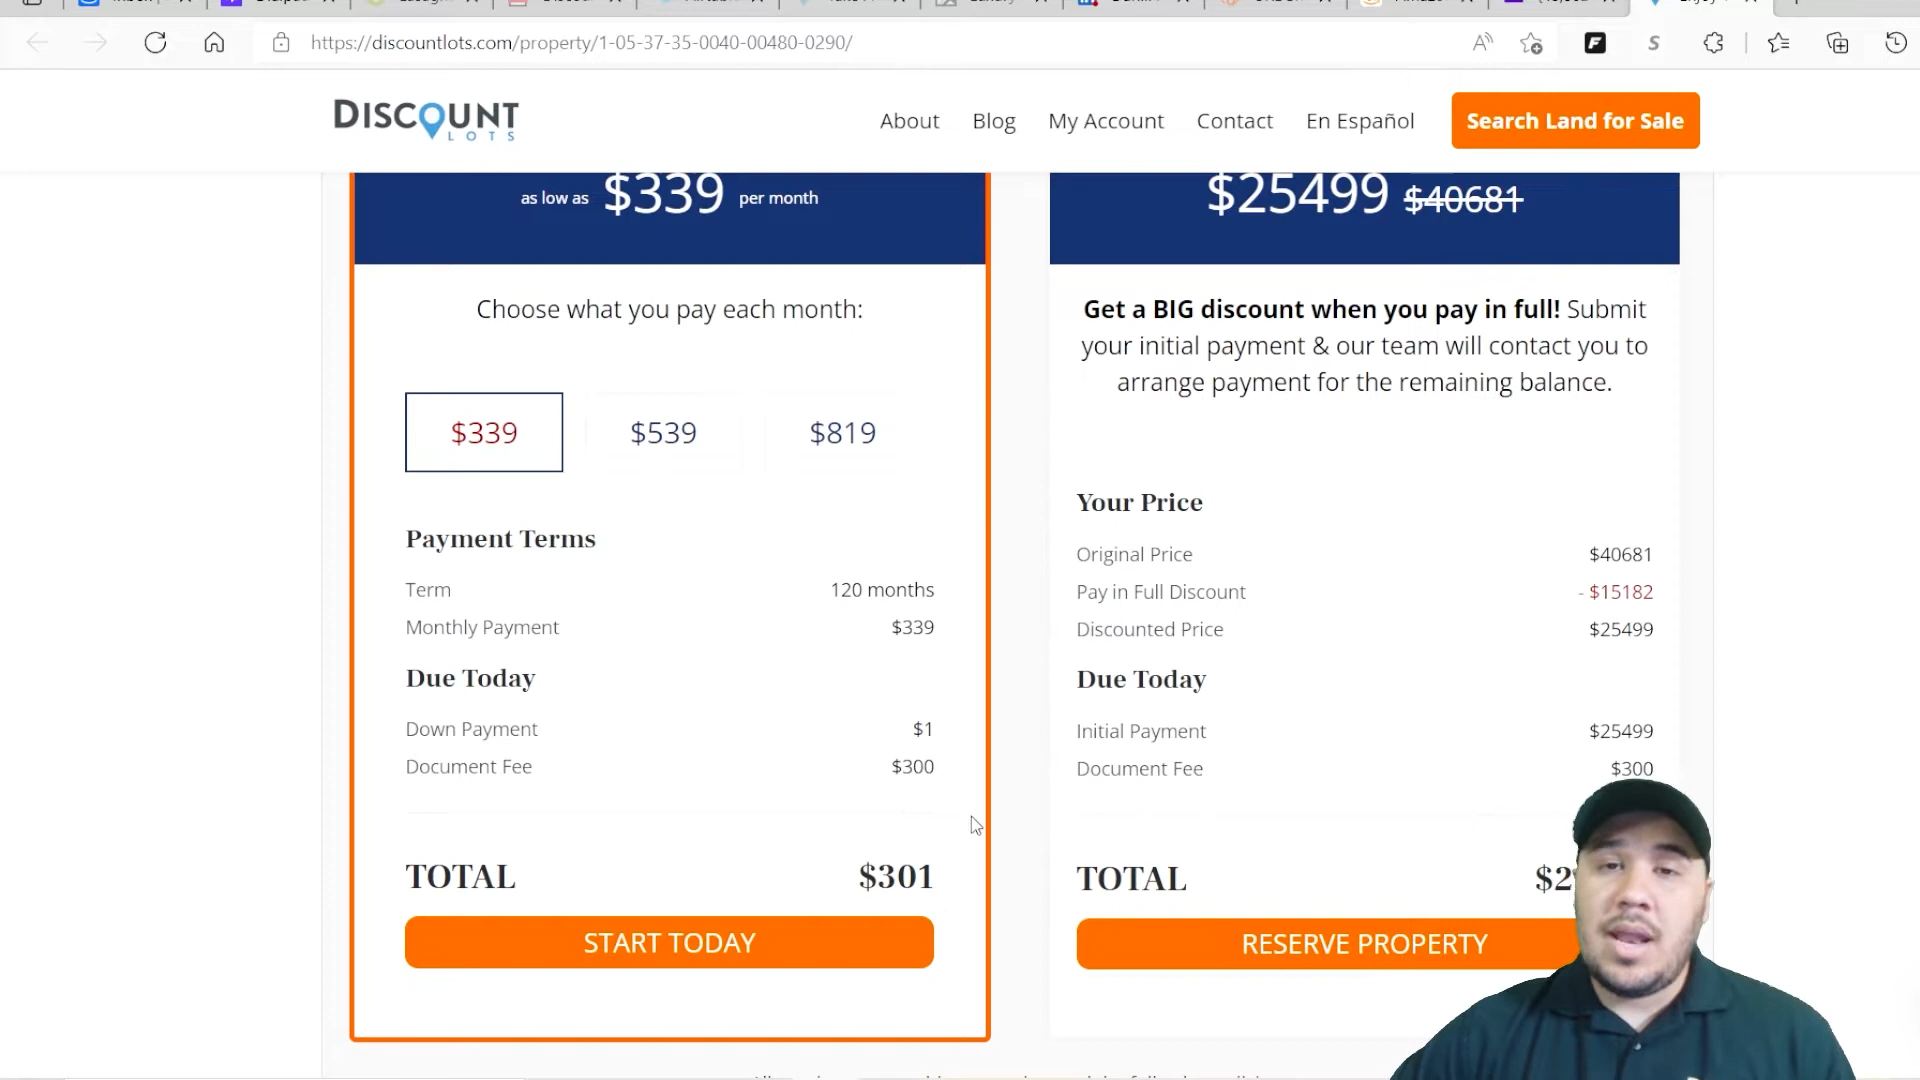 https://discountlots.com/property/1-05-37-35-0040-00480-0290/
DISCOUNT
LOTS
About
Blog
My Account
Contact
En Español
Search Land for Sale
as low as $339 per month
Choose what you pay each month:
$339
$539
$819
Payment Terms
Term 120 months
Monthly Payment $339
Due Today
Down Payment $1
Document Fee $300
TOTAL $301
START TODAY
$25499 $40681
Get a BIG discount when you pay in full! Submit
your initial payment & our team will contact you to
arrange payment for the remaining balance.
Your Price
Original Price $40681
Pay in Full Discount - $15182
Discounted Price $25499
Due Today
Initial Payment $25499
Document Fee $300
TOTAL $2
RESERVE PROPERTY